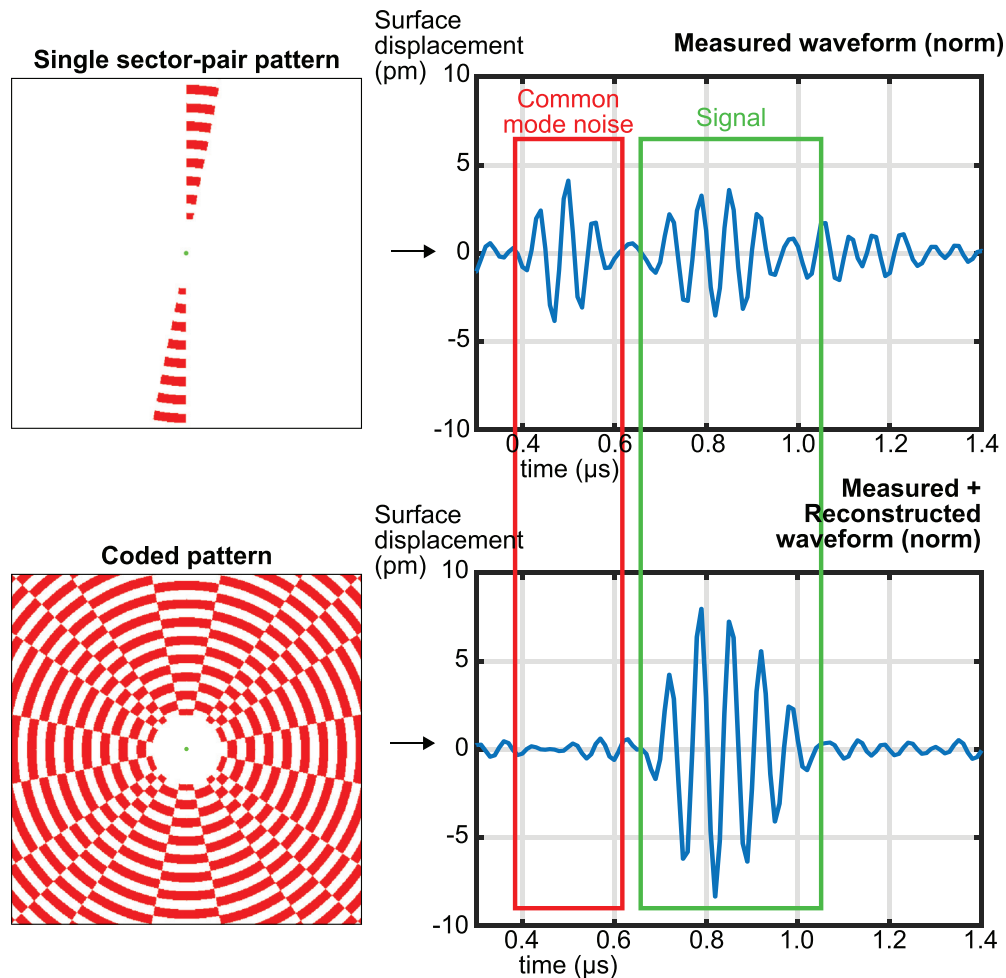 Single sector-pair pattern
Surface
displacement
(pm)
Measured waveform (norm)
Common
mode noise
Signal
10
5
0
-5
-10
0.4
0.6
0.8
1.0
1.2
1.4
time (μs)
Coded pattern
Surface
displacement
(pm)
Measured +
Reconstructed
waveform (norm)
10
5
0
-5
-10
0.4
0.6
0.8
1.0
1.2
1.4
time (μs)